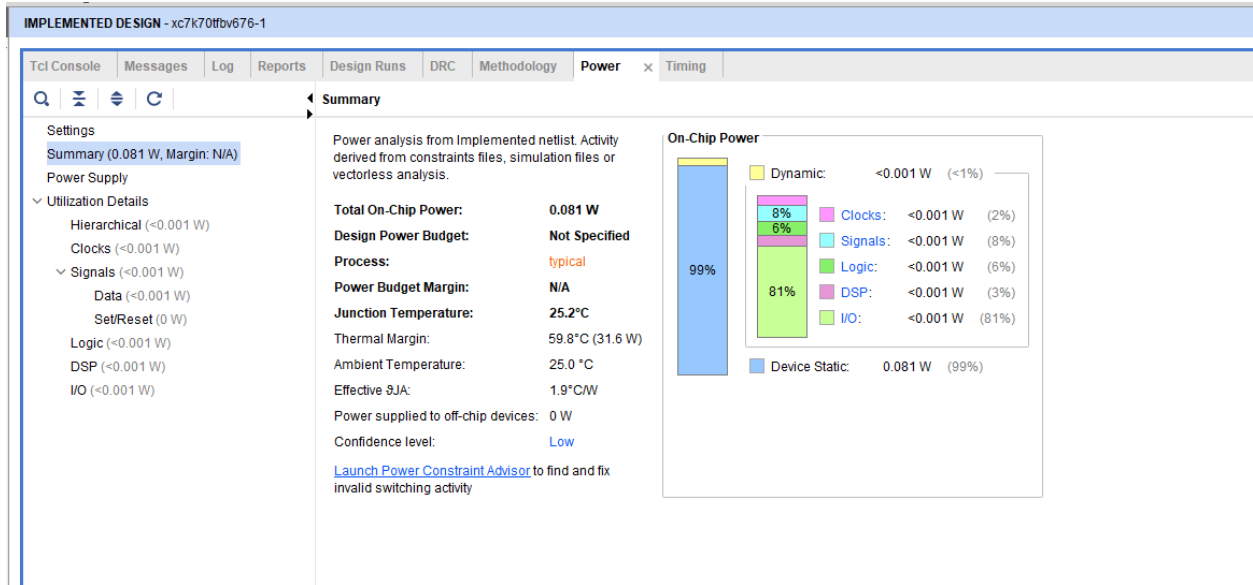 IMPLEMENTED DESIGN - xc7k70tfbv676-1
Tcl Console Messages Log Reports Design Runs DRC Methodology Power × Timing
Summary
Settings
Summary (0.081 W, Margin: N/A)
Power Supply
Utilization Details
Hierarchical (<0.001 W)
Clocks (<0.001 W)
Signals (<0.001 W)
Data (<0.001 W)
Set/Reset (0 W)
Logic (<0.001 W)
DSP (<0.001 W)
I/O (<0.001 W)
Power analysis from Implemented netlist. Activity
derived from constraints files, simulation files or
vectorless analysis.
Total On-Chip Power: 0.081 W
Design Power Budget: Not Specified
Process: typical
Power Budget Margin: N/A
Junction Temperature: 25.2°C
Thermal Margin: 59.8°C (31.6 W)
Ambient Temperature: 25.0 °C
Effective ϑJA: 1.9°C/W
Power supplied to off-chip devices: 0 W
Confidence level: Low
Launch Power Constraint Advisor to find and fix
invalid switching activity
On-Chip Power
99%
Dynamic: <0.001 W (<1%)
8%
6%
81%
Clocks: <0.001 W (2%)
Signals: <0.001 W (8%)
Logic: <0.001 W (6%)
DSP: <0.001 W (3%)
I/O: <0.001 W (81%)
Device Static: 0.081 W (99%)